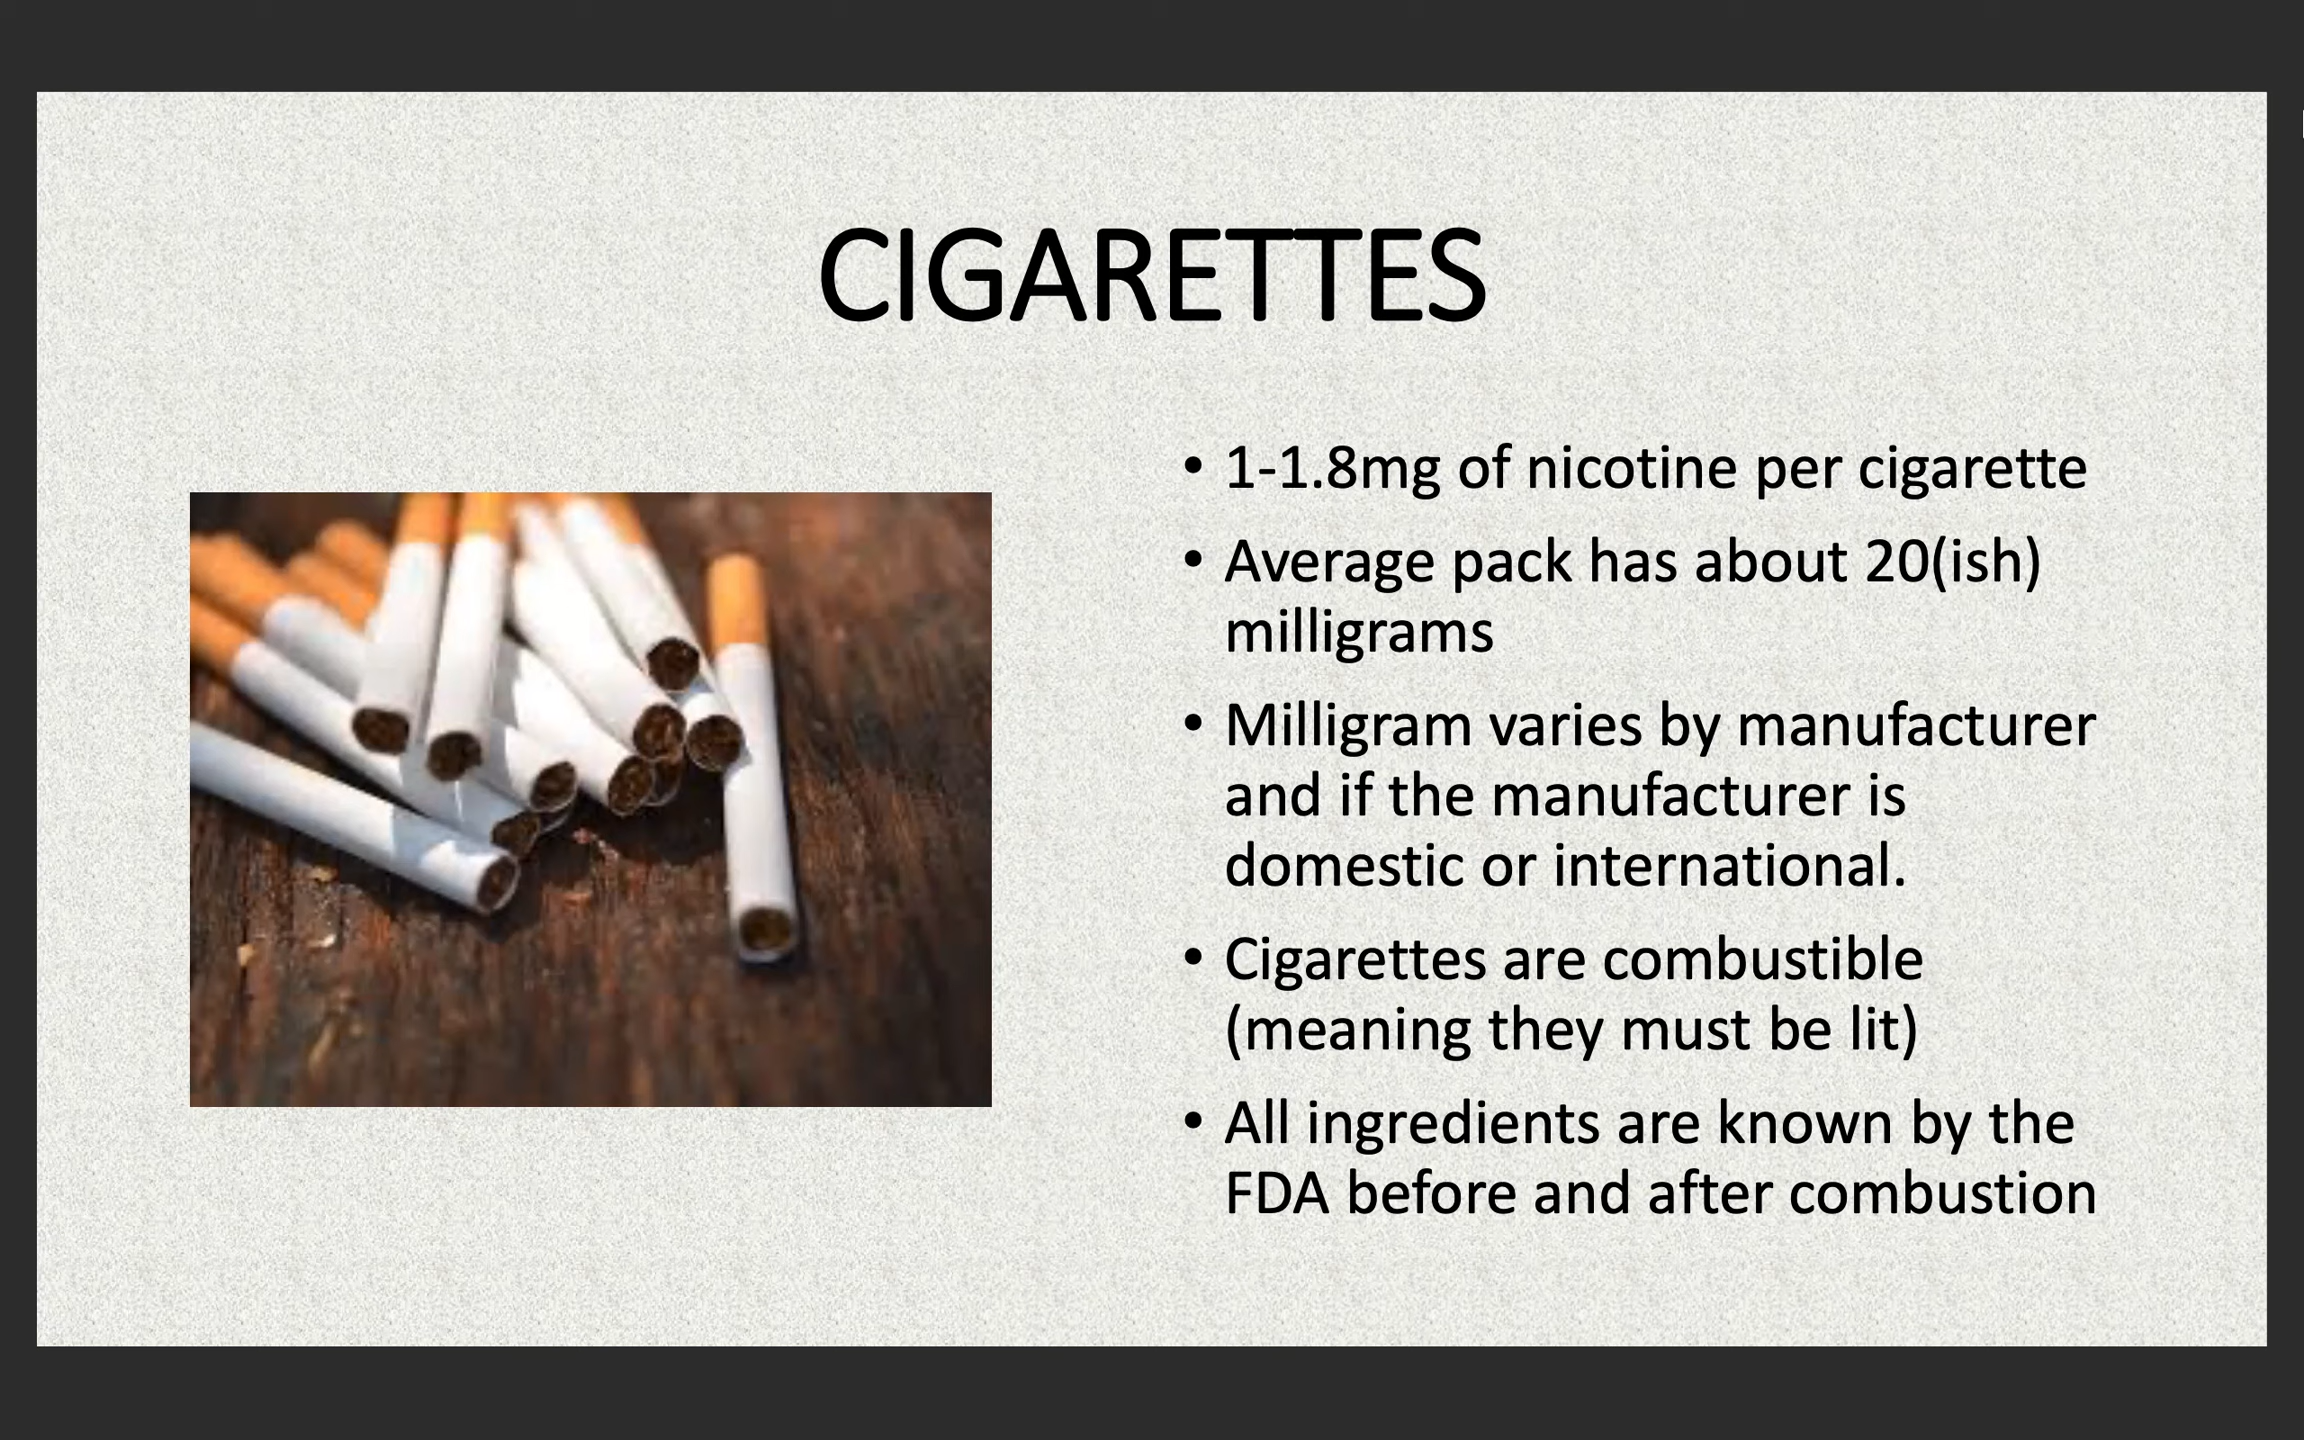 CIGARETTES
• 1-1.8mg of nicotine per cigarette
• Average pack has about 20(ish)
milligrams
• Milligram varies by manufacturer
and if the manufacturer is
domestic or international.
• Cigarettes are combustible
(meaning they must be lit)
• All ingredients are known by the
FDA before and after combustion